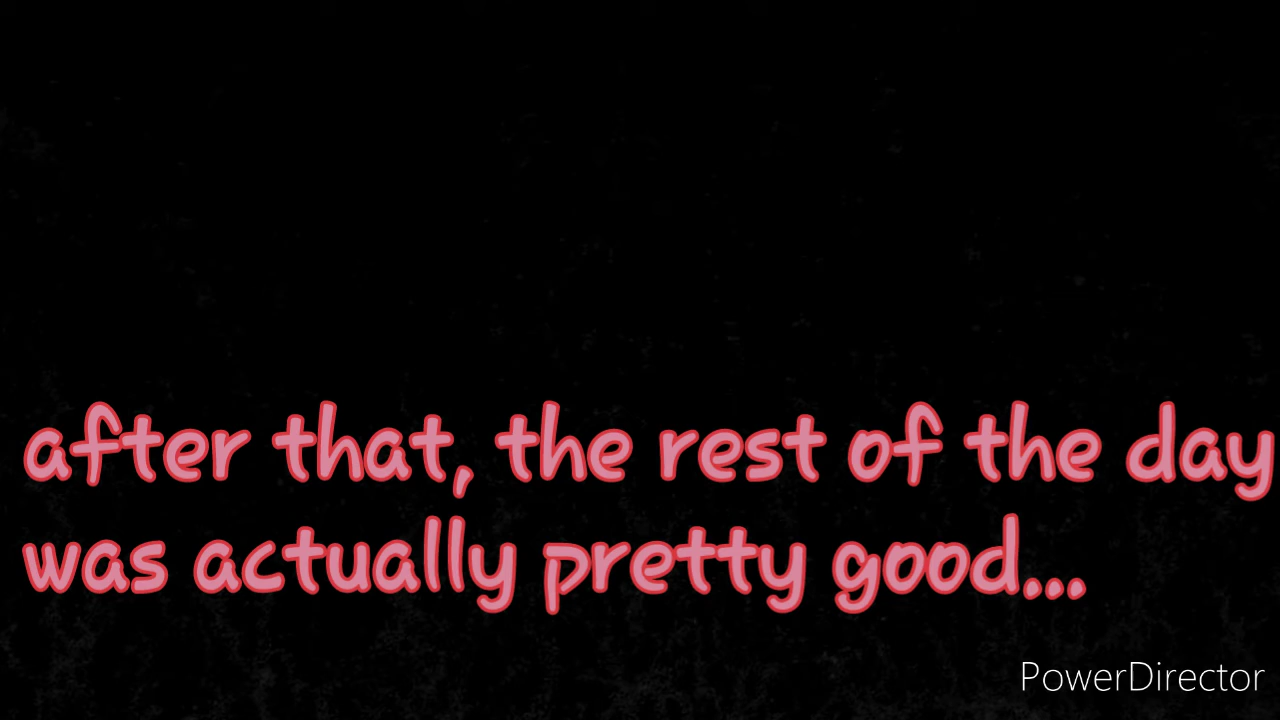 after that, the rest of the day
was actually pretty good...
PowerDirector